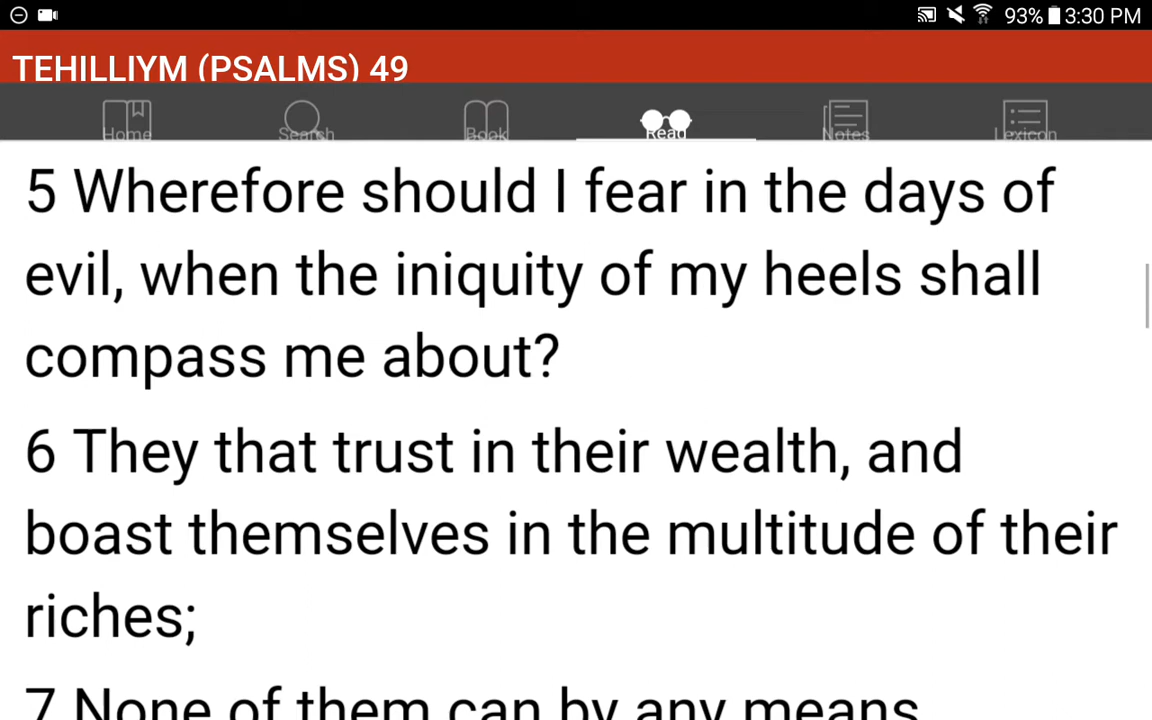 93% 3:30 PM
TEHILLIYM (PSALMS) 49
Home Search Book Read Notes Lexicon
5 Wherefore should I fear in the days of
evil, when the iniquity of my heels shall
compass me about?
6 They that trust in their wealth, and
boast themselves in the multitude of their
riches;
7 None of them can by any means